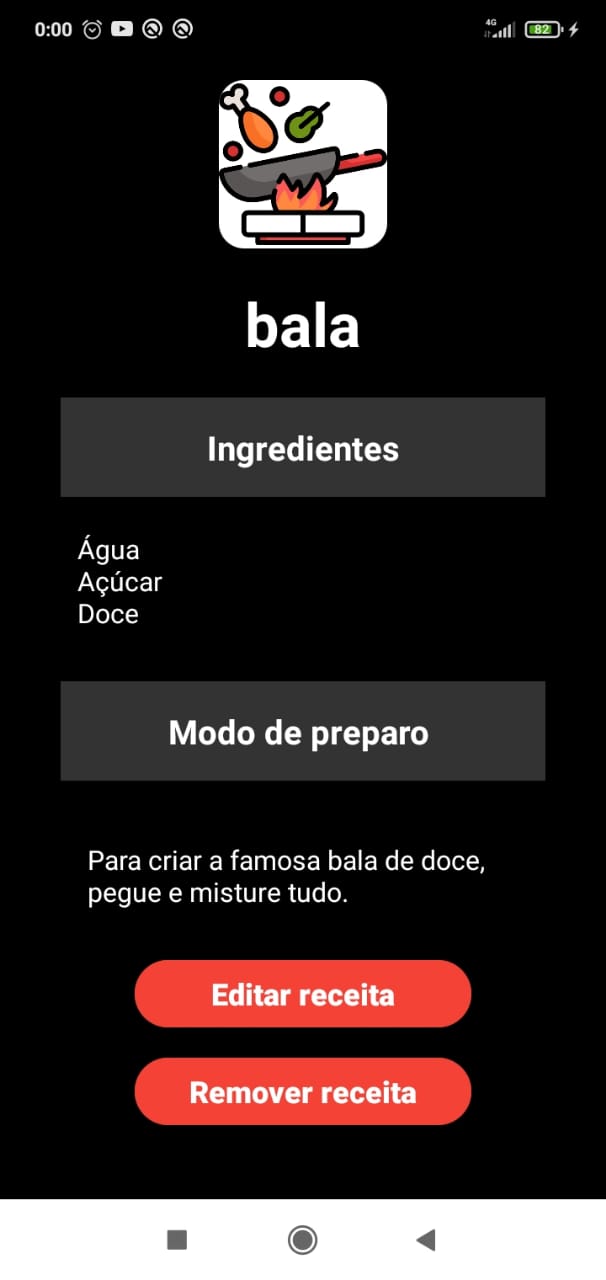 0:00 4G 82
bala
Ingredientes
Água
Açúcar
Doce
Modo de preparo
Para criar a famosa bala de doce,
pegue e misture tudo.
Editar receita
Remover receita